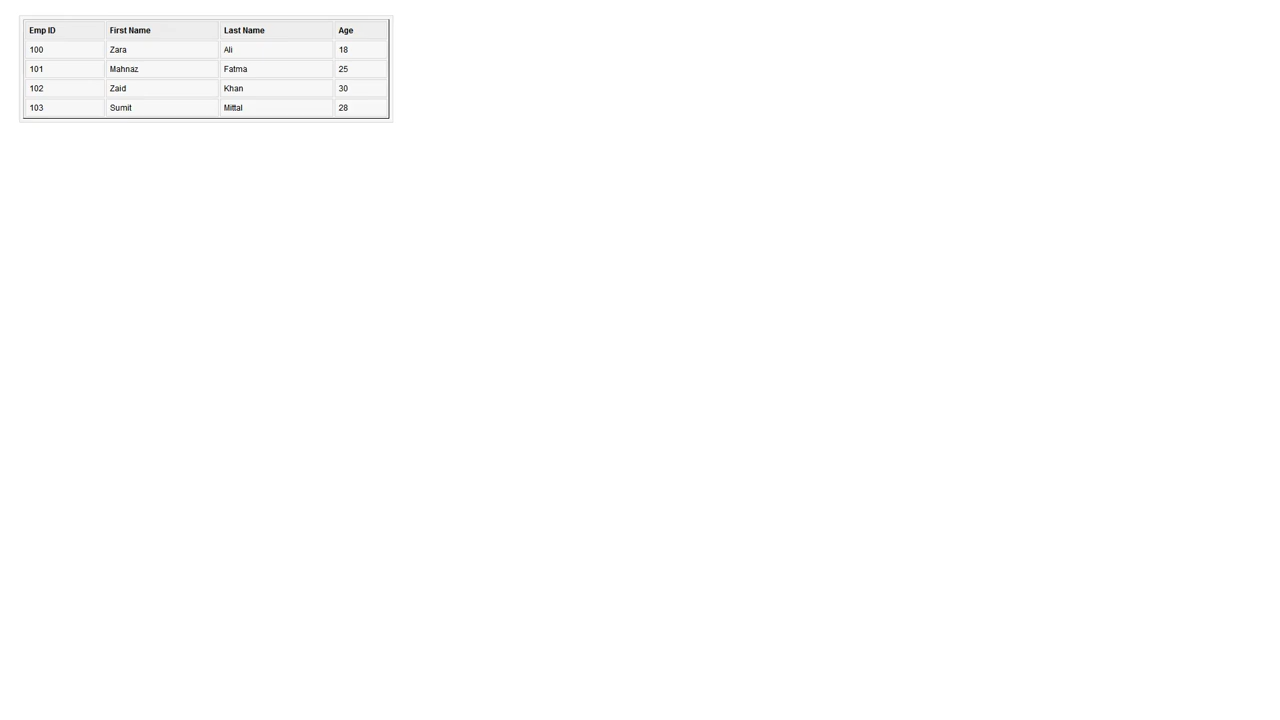 Emp ID First Name Last Name Age
100 Zara Ali 18
101 Mahnaz Fatma 25
102 Zaid Khan 30
103 Sumit Mittal 28